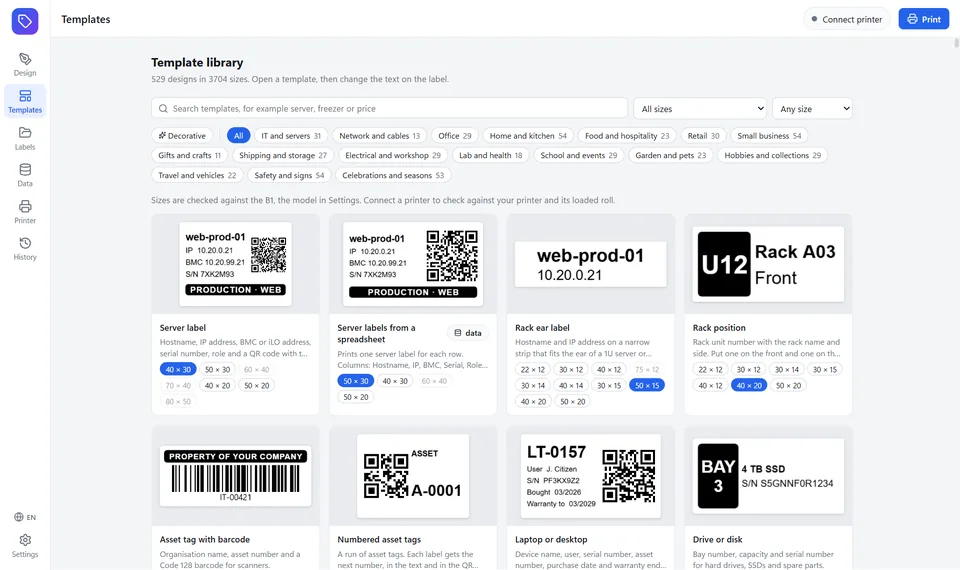 Templates
Connect printer
Print
Design
Templates
Labels
Data
Printer
History
EN
Settings
Template library
529 designs in 3704 sizes. Open a template, then change the text on the label.
Search templates, for example server, freezer or price
All sizes
Any size
Decorative
All
IT and servers 31
Network and cables 13
Office 29
Home and kitchen 54
Food and hospitality 23
Retail 30
Small business 54
Gifts and crafts 11
Shipping and storage 27
Electrical and workshop 29
Lab and health 18
School and events 29
Garden and pets 23
Hobbies and collections 29
Travel and vehicles 22
Safety and signs 54
Celebrations and seasons 53
Sizes are checked against the B1, the model in Settings. Connect a printer to check against your printer and its loaded roll.
web-prod-01
IP 10.20.0.21
BMC 10.20.99.21
S/N 7XK2M93
PRODUCTION · WEB
Server label
Hostname, IP address, BMC or iLO address,
serial number, role and a QR code with t...
40 × 30
50 × 30
60 × 40
70 × 40
40 × 20
50 × 20
80 × 50
web-prod-01
IP 10.20.0.21
BMC 10.20.99.21
S/N 7XK2M93
PRODUCTION · WEB
Server labels from a
spreadsheet
data
Prints one server label for each row.
Columns: Hostname, IP, BMC, Serial, Role...
50 × 30
40 × 30
60 × 40
50 × 20
web-prod-01
10.20.0.21
Rack ear label
Hostname and IP address on a narrow
strip that fits the ear of a 1U server or...
22 × 12
30 × 12
40 × 12
75 × 12
30 × 14
40 × 14
30 × 15
50 × 15
40 × 20
50 × 20
U12
Rack A03
Front
Rack position
Rack unit number with the rack name and
side. Put one on the front and one on th...
22 × 12
30 × 12
30 × 14
30 × 15
40 × 12
40 × 20
50 × 20
PROPERTY OF YOUR COMPANY
IT-00421
Asset tag with barcode
Organisation name, asset number and a
Code 128 barcode for scanners.
ASSET
IA-0001
Numbered asset tags
A run of asset tags. Each label gets the
next number, in the text and in the QR...
LT-0157
User J. Citizen
S/N PF3KX9Z2
Bought 03/2026
Warranty to 03/2029
Laptop or desktop
Device name, user, serial number, asset
number, purchase date and warranty end...
BAY
3
4 TB SSD
S/N S5GNNF0R1234
Drive or disk
Bay number, capacity and serial number
for hard drives, SSDs and spare parts.